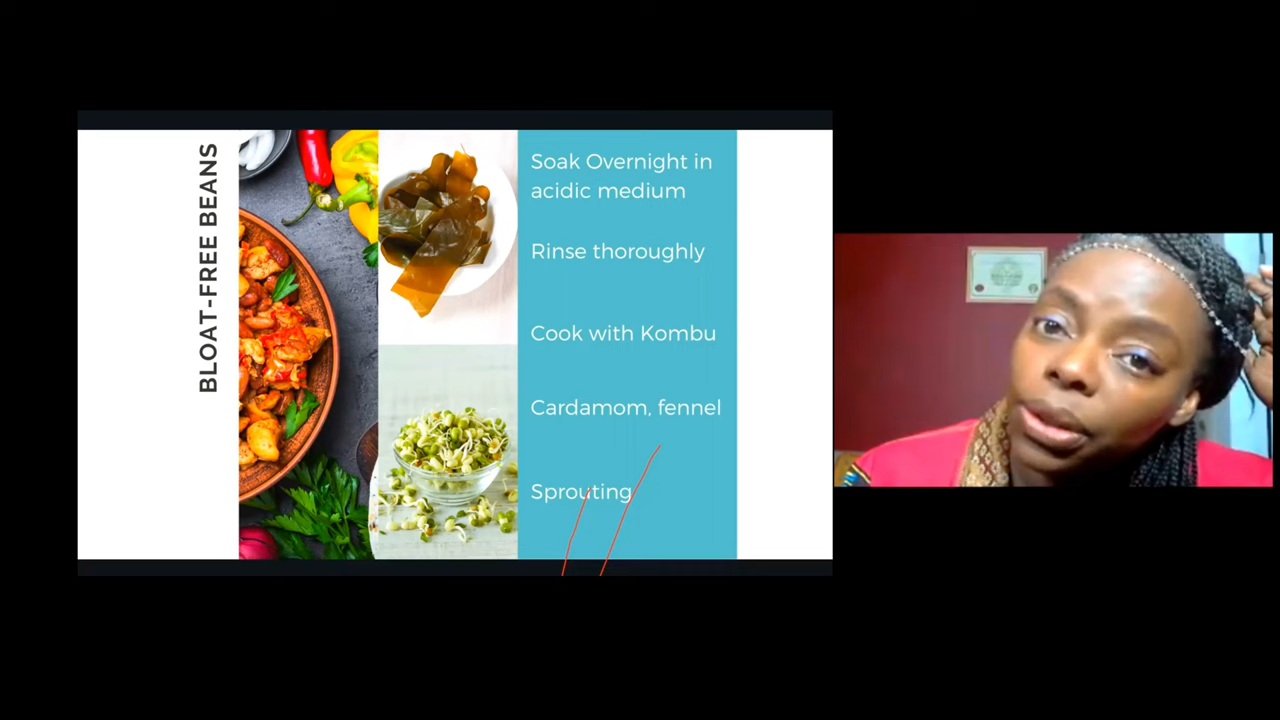 BLOAT-FREE BEANS
Soak Overnight in
acidic medium
Rinse thoroughly
Cook with Kombu
Cardamom, fennel
Sprouting